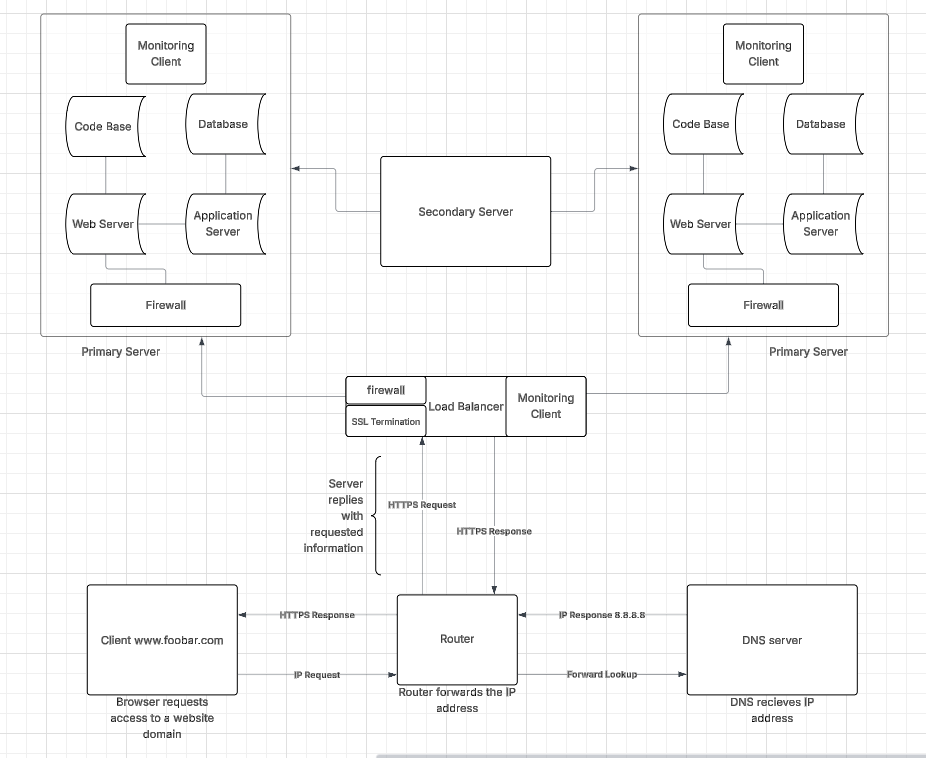 Monitoring
Client
Code Base
Database
Web Server
Application
Server
Firewall
Primary Server
Secondary Server
Monitoring
Client
Code Base
Database
Web Server
Application
Server
Firewall
Primary Server
firewall
SSL Termination
Load Balancer
Monitoring
Client
Server
replies
with
requested
information
HTTPS Request
HTTPS Response
Client www.foobar.com
Browser requests
access to a website
domain
HTTPS Response
IP Request
Router
Router forwards the IP
address
IP Response 8.8.8.8
Forward Lookup
DNS server
DNS recieves IP
address